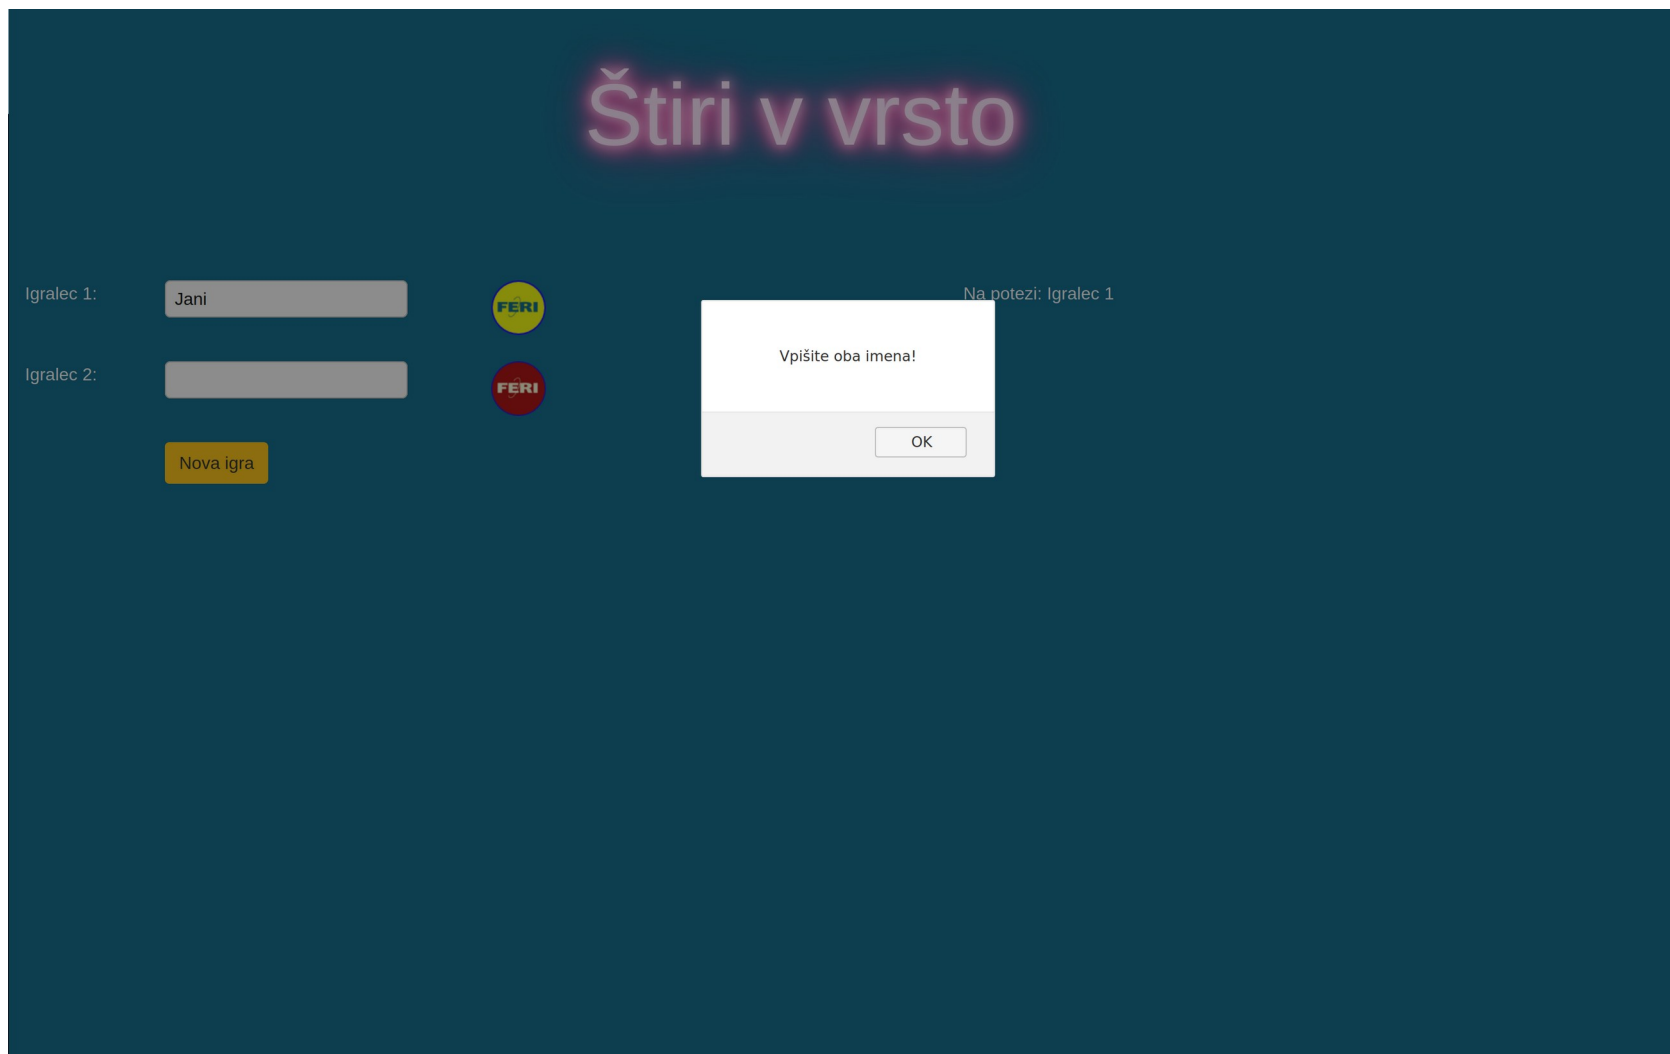 Štiri v vrsto
Igralec 1:
Jani
FERI
Na potezi: Igralec 1
Vpišite oba imena!
Igralec 2:
FERI
OK
Nova igra